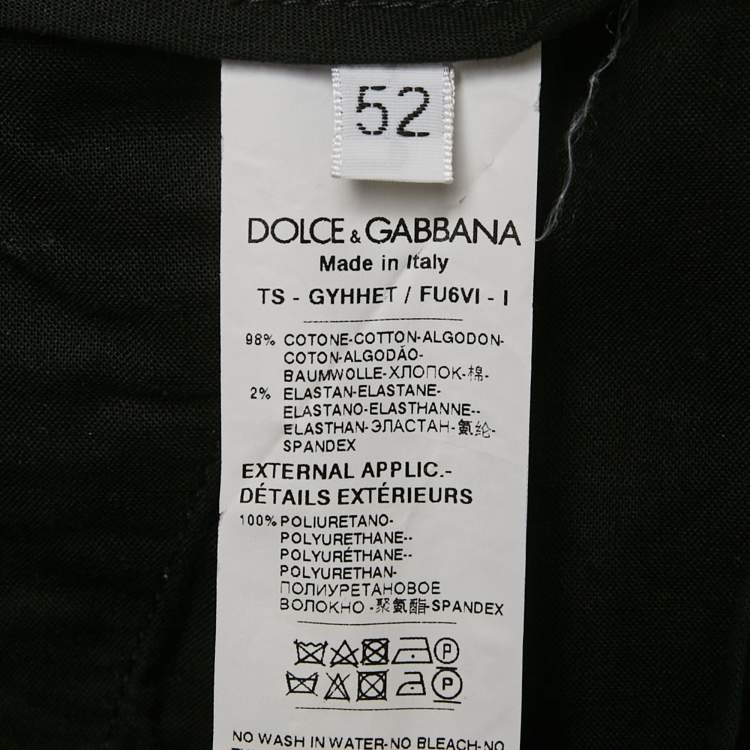 52
DOLCE & GABBANA
Made in Italy
TS - GYHHET / FU6VI - I
98% COTONE-COTTON-ALGODON-
COTON-ALGODÃO-
BAUMWOLLE-ХЛОПОК-棉-
2% ELASTAN-ELASTANE-
ELASTANO-ELASTHANNE--
ELASTHAN-ЭЛАСТАН-氨纶-
SPANDEX
EXTERNAL APPLIC.-
DÉTAILS EXTÉRIEURS
100% POLIURETANO-
POLYURETHANE--
POLYURÉTHANE--
POLYURETHAN-
ПОЛИУРЕТАНОВОЕ
ВОЛОКНО -聚氨酯-SPANDEX
P
P
NO WASH IN WATER-NO BLEACH-NO